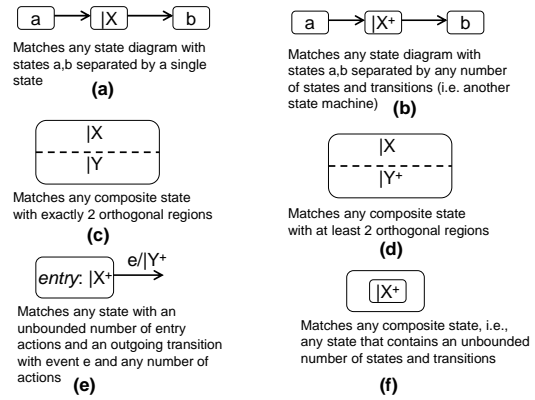 a |X b
Matches any state diagram with
states a,b separated by a single
state
(a)
a |X+ b
Matches any state diagram with
states a,b separated by any number
of states and transitions (i.e. another
state machine)
(b)
|X
|Y
Matches any composite state
with exactly 2 orthogonal regions
(c)
|X
|Y+
Matches any composite state
with at least 2 orthogonal regions
(d)
entry: |X+ e/|Y+
Matches any state with an
unbounded number of entry
actions and an outgoing transition
with event e and any number of
actions
(e)
|X+
Matches any composite state, i.e.,
any state that contains an unbounded
number of states and transitions
(f)